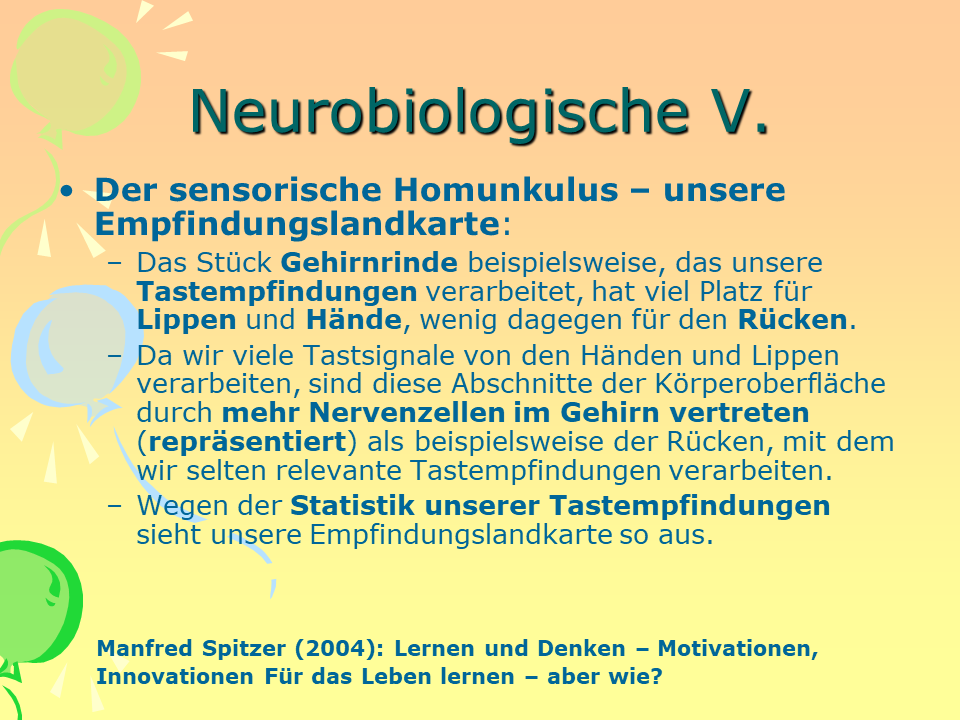 Neurobiologische V.
• Der sensorische Homunkulus – unsere
Empfindungslandkarte:
– Das Stück Gehirnrinde beispielsweise, das unsere
Tastempfindungen verarbeitet, hat viel Platz für
Lippen und Hände, wenig dagegen für den Rücken.
– Da wir viele Tastsignale von den Händen und Lippen
verarbeiten, sind diese Abschnitte der Körperoberfläche
durch mehr Nervenzellen im Gehirn vertreten
(repräsentiert) als beispielsweise der Rücken, mit dem
wir selten relevante Tastempfindungen verarbeiten.
– Wegen der Statistik unserer Tastempfindungen
sieht unsere Empfindungslandkarte so aus.
Manfred Spitzer (2004): Lernen und Denken – Motivationen,
Innovationen Für das Leben lernen – aber wie?